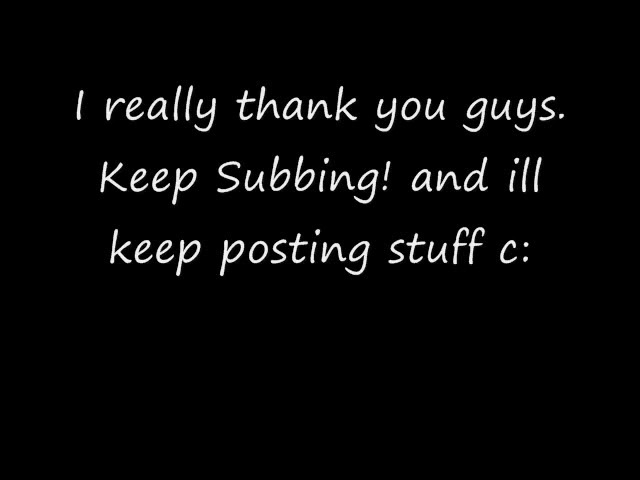 I really thank you guys.
Keep Subbing! and ill
keep posting stuff c: